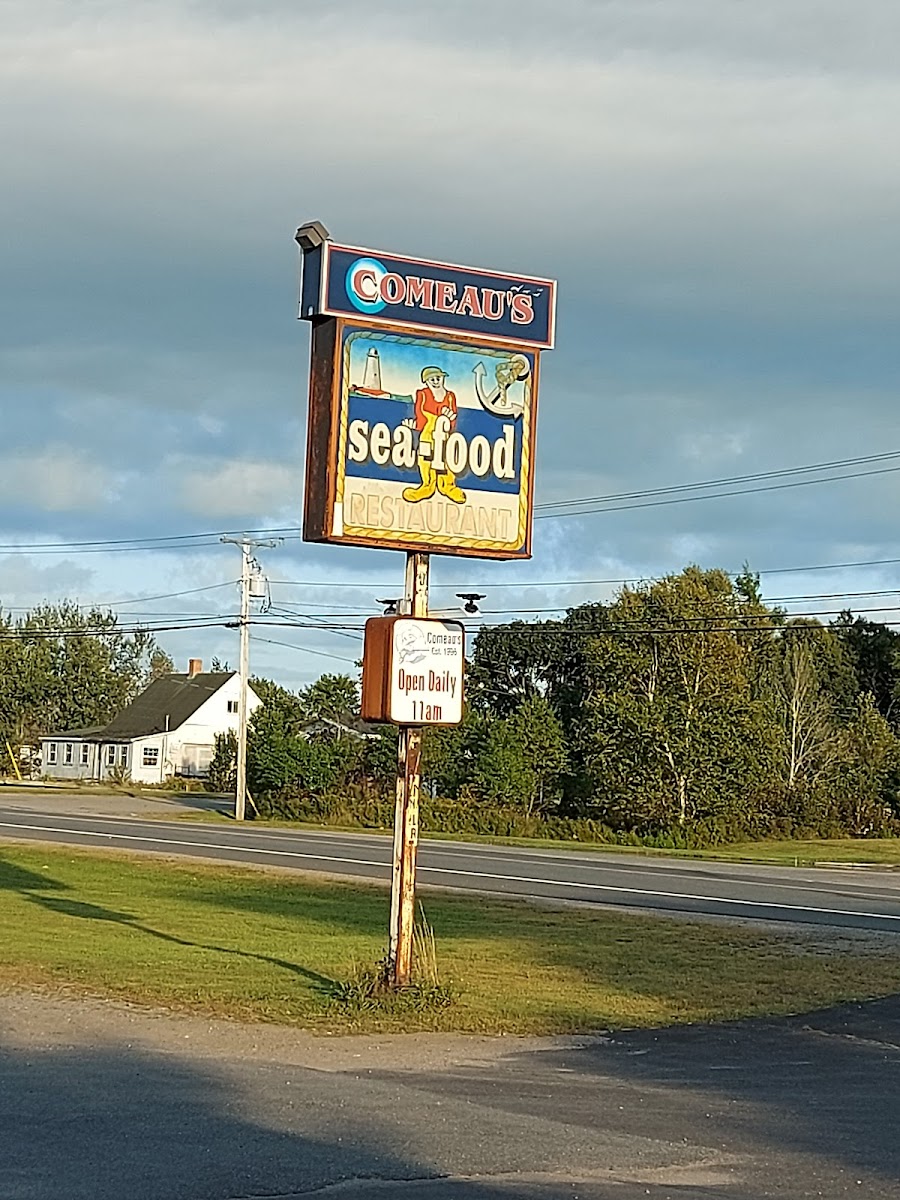 COMEAU'S
sea-food
RESTAURANT
Comeau's
Est. 1996
Open Daily
11am